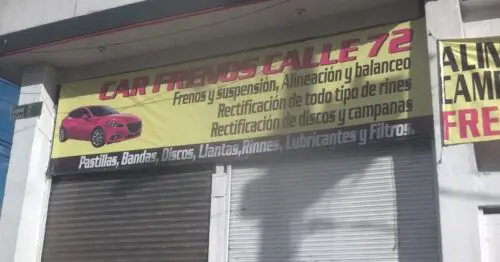 CAR FRENOS CALLE 72
Frenos y suspensión, Alineación y balanceo
Rectificación de todo tipo de rines
Rectificación de discos y campanas
Pastillas, Bandas, Discos, Llantas,Rinnes, Lubricantes y Filtros.
ALIN
CAM
FRE